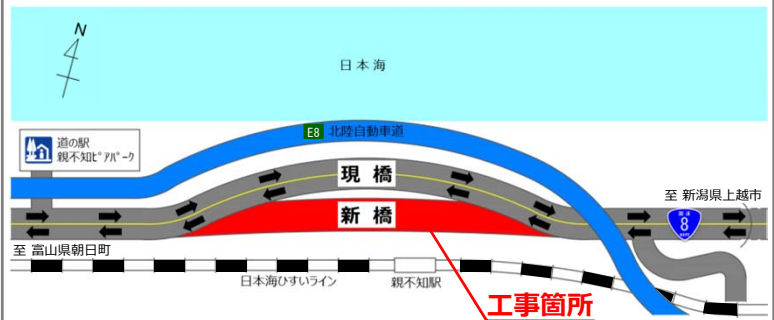 N
日本海
E8 北陸自動車道
道の駅
親不知ﾋﾟｱﾊﾟｰｸ
現橋
至 新潟県上越市
新橋
8
至 富山県朝日町
日本海ひすいライン
親不知駅
工事箇所